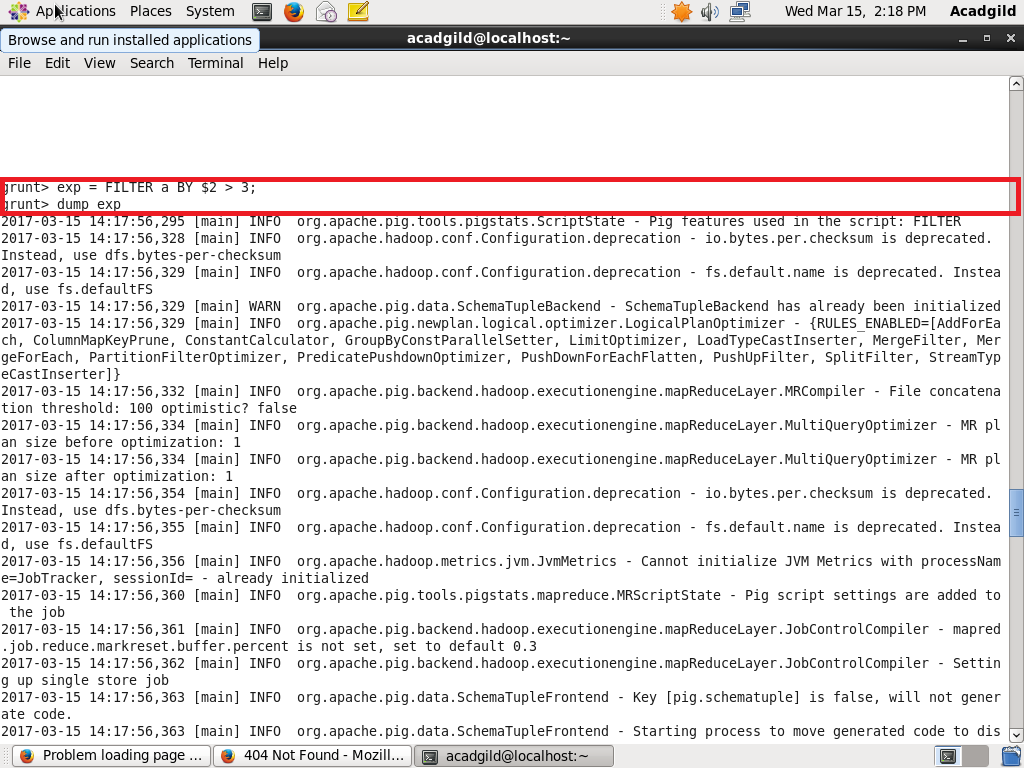 Applications Places System Wed Mar 15, 2:18 PM Acadgild
Browse and run installed applications acadgild@localhost:~
File Edit View Search Terminal Help
grunt> exp = FILTER a BY $2 > 3;
grunt> dump exp
2017-03-15 14:17:56,295 [main] INFO  org.apache.pig.tools.pigstats.ScriptState - Pig features used in the script: FILTER
2017-03-15 14:17:56,328 [main] INFO  org.apache.hadoop.conf.Configuration.deprecation - io.bytes.per.checksum is deprecated.
Instead, use dfs.bytes-per-checksum
2017-03-15 14:17:56,329 [main] INFO  org.apache.hadoop.conf.Configuration.deprecation - fs.default.name is deprecated. Instea
d, use fs.defaultFS
2017-03-15 14:17:56,329 [main] WARN  org.apache.pig.data.SchemaTupleBackend - SchemaTupleBackend has already been initialized
2017-03-15 14:17:56,329 [main] INFO  org.apache.pig.newplan.logical.optimizer.LogicalPlanOptimizer - {RULES_ENABLED=[AddForEa
ch, ColumnMapKeyPrune, ConstantCalculator, GroupByConstParallelSetter, LimitOptimizer, LoadTypeCastInserter, MergeFilter, Mer
geForEach, PartitionFilterOptimizer, PredicatePushdownOptimizer, PushDownForEachFlatten, PushUpFilter, SplitFilter, StreamTyp
eCastInserter]}
2017-03-15 14:17:56,332 [main] INFO  org.apache.pig.backend.hadoop.executionengine.mapReduceLayer.MRCompiler - File concatena
tion threshold: 100 optimistic? false
2017-03-15 14:17:56,334 [main] INFO  org.apache.pig.backend.hadoop.executionengine.mapReduceLayer.MultiQueryOptimizer - MR pl
an size before optimization: 1
2017-03-15 14:17:56,334 [main] INFO  org.apache.pig.backend.hadoop.executionengine.mapReduceLayer.MultiQueryOptimizer - MR pl
an size after optimization: 1
2017-03-15 14:17:56,354 [main] INFO  org.apache.hadoop.conf.Configuration.deprecation - io.bytes.per.checksum is deprecated.
Instead, use dfs.bytes-per-checksum
2017-03-15 14:17:56,355 [main] INFO  org.apache.hadoop.conf.Configuration.deprecation - fs.default.name is deprecated. Instea
d, use fs.defaultFS
2017-03-15 14:17:56,356 [main] INFO  org.apache.hadoop.metrics.jvm.JvmMetrics - Cannot initialize JVM Metrics with processNam
e=JobTracker, sessionId= - already initialized
2017-03-15 14:17:56,360 [main] INFO  org.apache.pig.tools.pigstats.mapreduce.MRScriptState - Pig script settings are added to
 the job
2017-03-15 14:17:56,361 [main] INFO  org.apache.pig.backend.hadoop.executionengine.mapReduceLayer.JobControlCompiler - mapred
.job.reduce.markreset.buffer.percent is not set, set to default 0.3
2017-03-15 14:17:56,362 [main] INFO  org.apache.pig.backend.hadoop.executionengine.mapReduceLayer.JobControlCompiler - Settin
g up single store job
2017-03-15 14:17:56,363 [main] INFO  org.apache.pig.data.SchemaTupleFrontend - Key [pig.schematuple] is false, will not gener
ate code.
2017-03-15 14:17:56,363 [main] INFO  org.apache.pig.data.SchemaTupleFrontend - Starting process to move generated code to dis
Problem loading page ... 404 Not Found - Mozill... acadgild@localhost:~